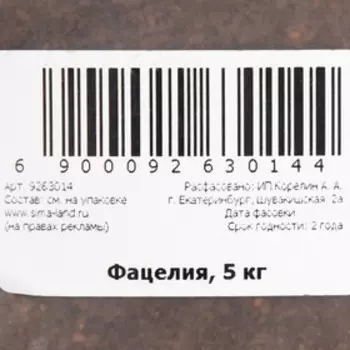 6 900092 630144
Арт. 9263014
Состав: см. на упаковке
www.sima-land.ru
(на правах рекламы)
Расфасовано: ИП.Корелин А. А.
г. Екатеринбург, Шувакишская 2а
Дата фасовки
Срок годности: 2 года
Фацелия, 5 кг